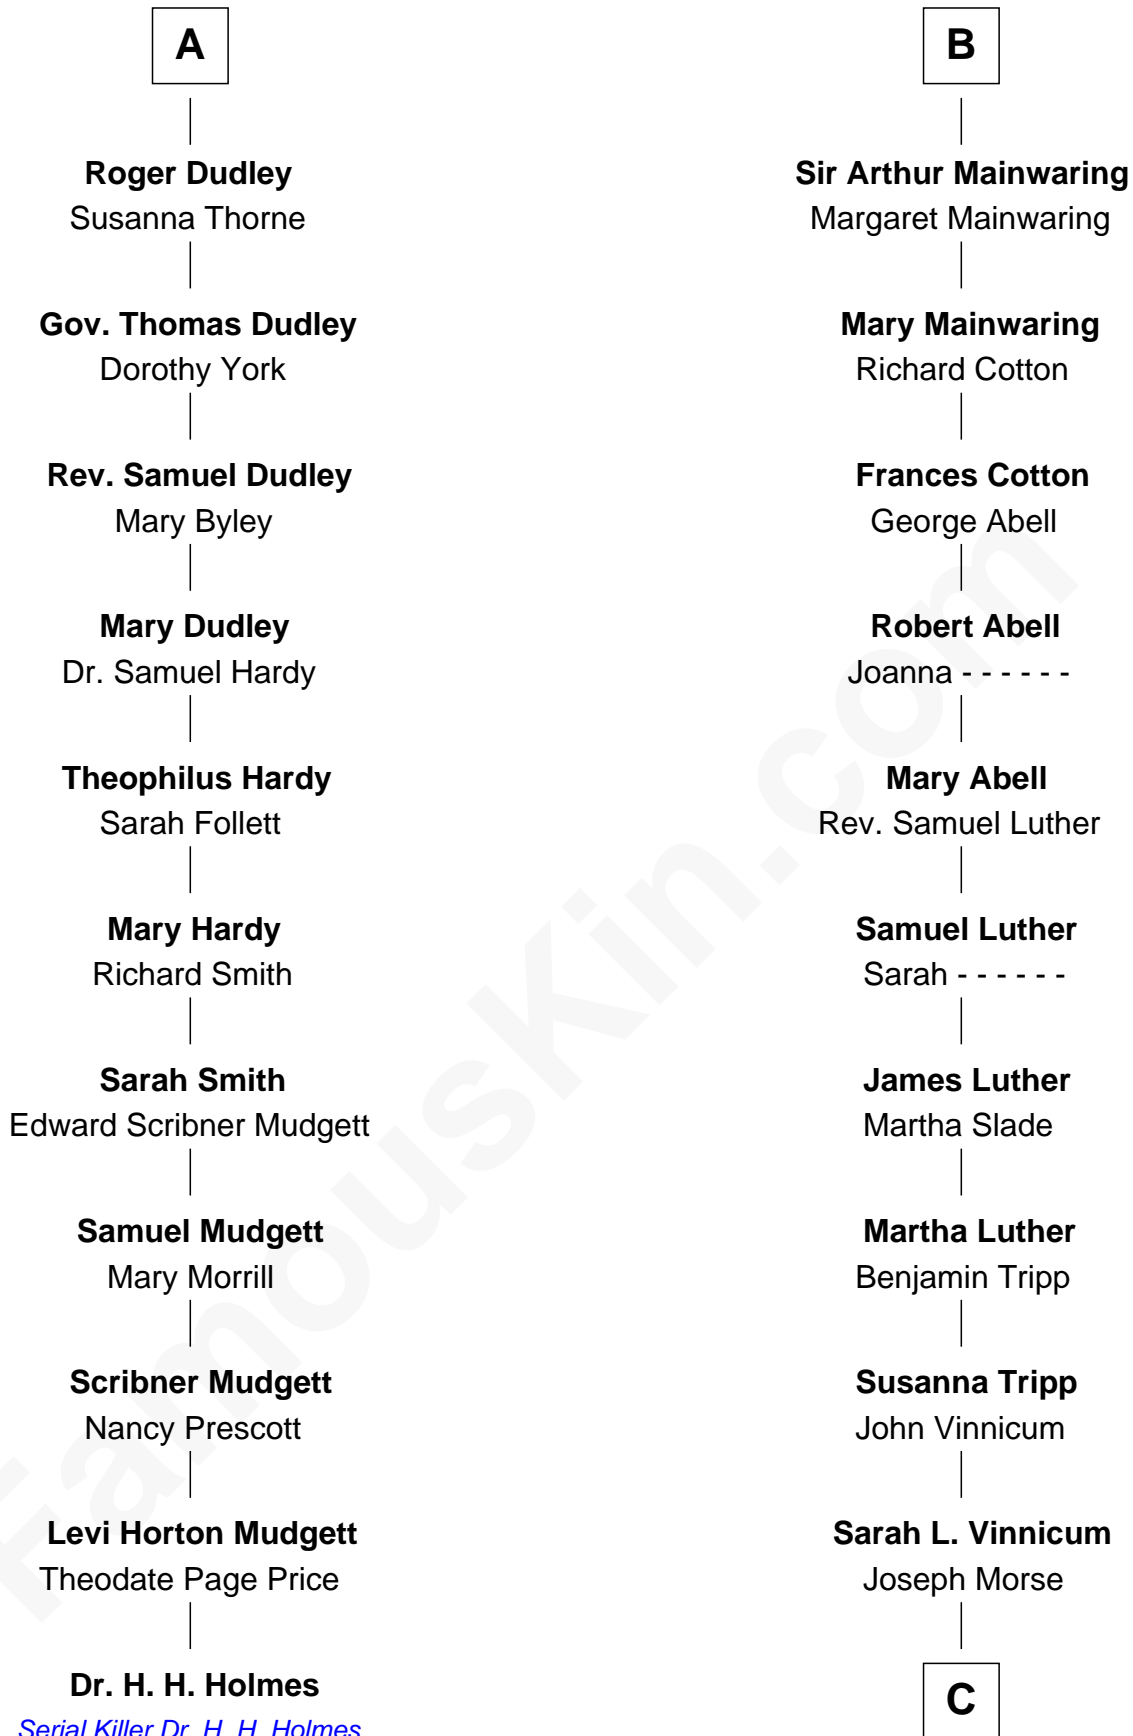 A
Roger Dudley
Susanna Thorne
Gov. Thomas Dudley
Dorothy York
Rev. Samuel Dudley
Mary Byley
Mary Dudley
Dr. Samuel Hardy
Theophilus Hardy
Sarah Follett
Mary Hardy
Richard Smith
Sarah Smith
Edward Scribner Mudgett
Samuel Mudgett
Mary Morrill
Scribner Mudgett
Nancy Prescott
Levi Horton Mudgett
Theodate Page Price
Dr. H. H. Holmes
Serial Killer Dr. H. H. Holmes
B
Sir Arthur Mainwaring
Margaret Mainwaring
Mary Mainwaring
Richard Cotton
Frances Cotton
George Abell
Robert Abell
Joanna - - - - - -
Mary Abell
Rev. Samuel Luther
Samuel Luther
Sarah - - - - - -
James Luther
Martha Slade
Martha Luther
Benjamin Tripp
Susanna Tripp
John Vinnicum
Sarah L. Vinnicum
Joseph Morse
C
FamousKin.com